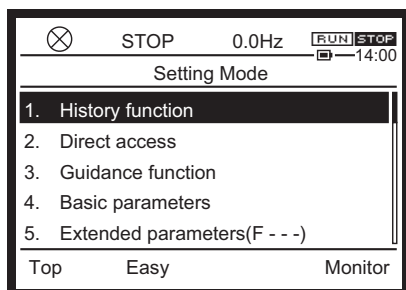 STOP 0.0Hz RUN STOP
14:00
Setting Mode
1. History function
2. Direct access
3. Guidance function
4. Basic parameters
5. Extended parameters(F - - -)
Top Easy Monitor